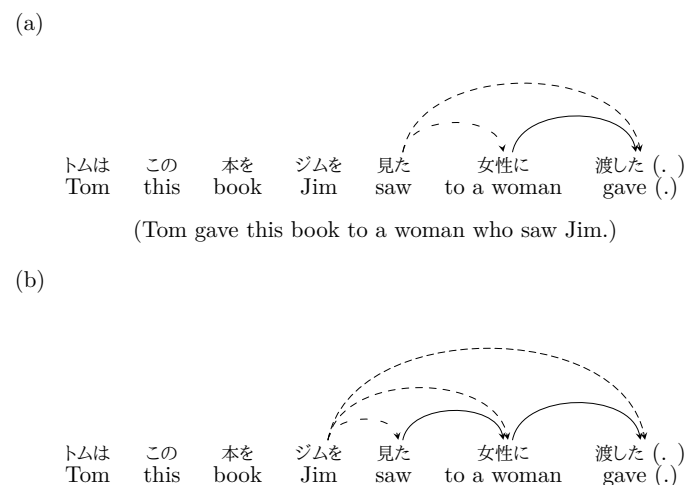 (a)
トムは この 本を ジムを 見た 女性に 渡した (. )
Tom this book Jim saw to a woman gave (.)
(Tom gave this book to a woman who saw Jim.)
(b)
トムは この 本を ジムを 見た 女性に 渡した (. )
Tom this book Jim saw to a woman gave (.)